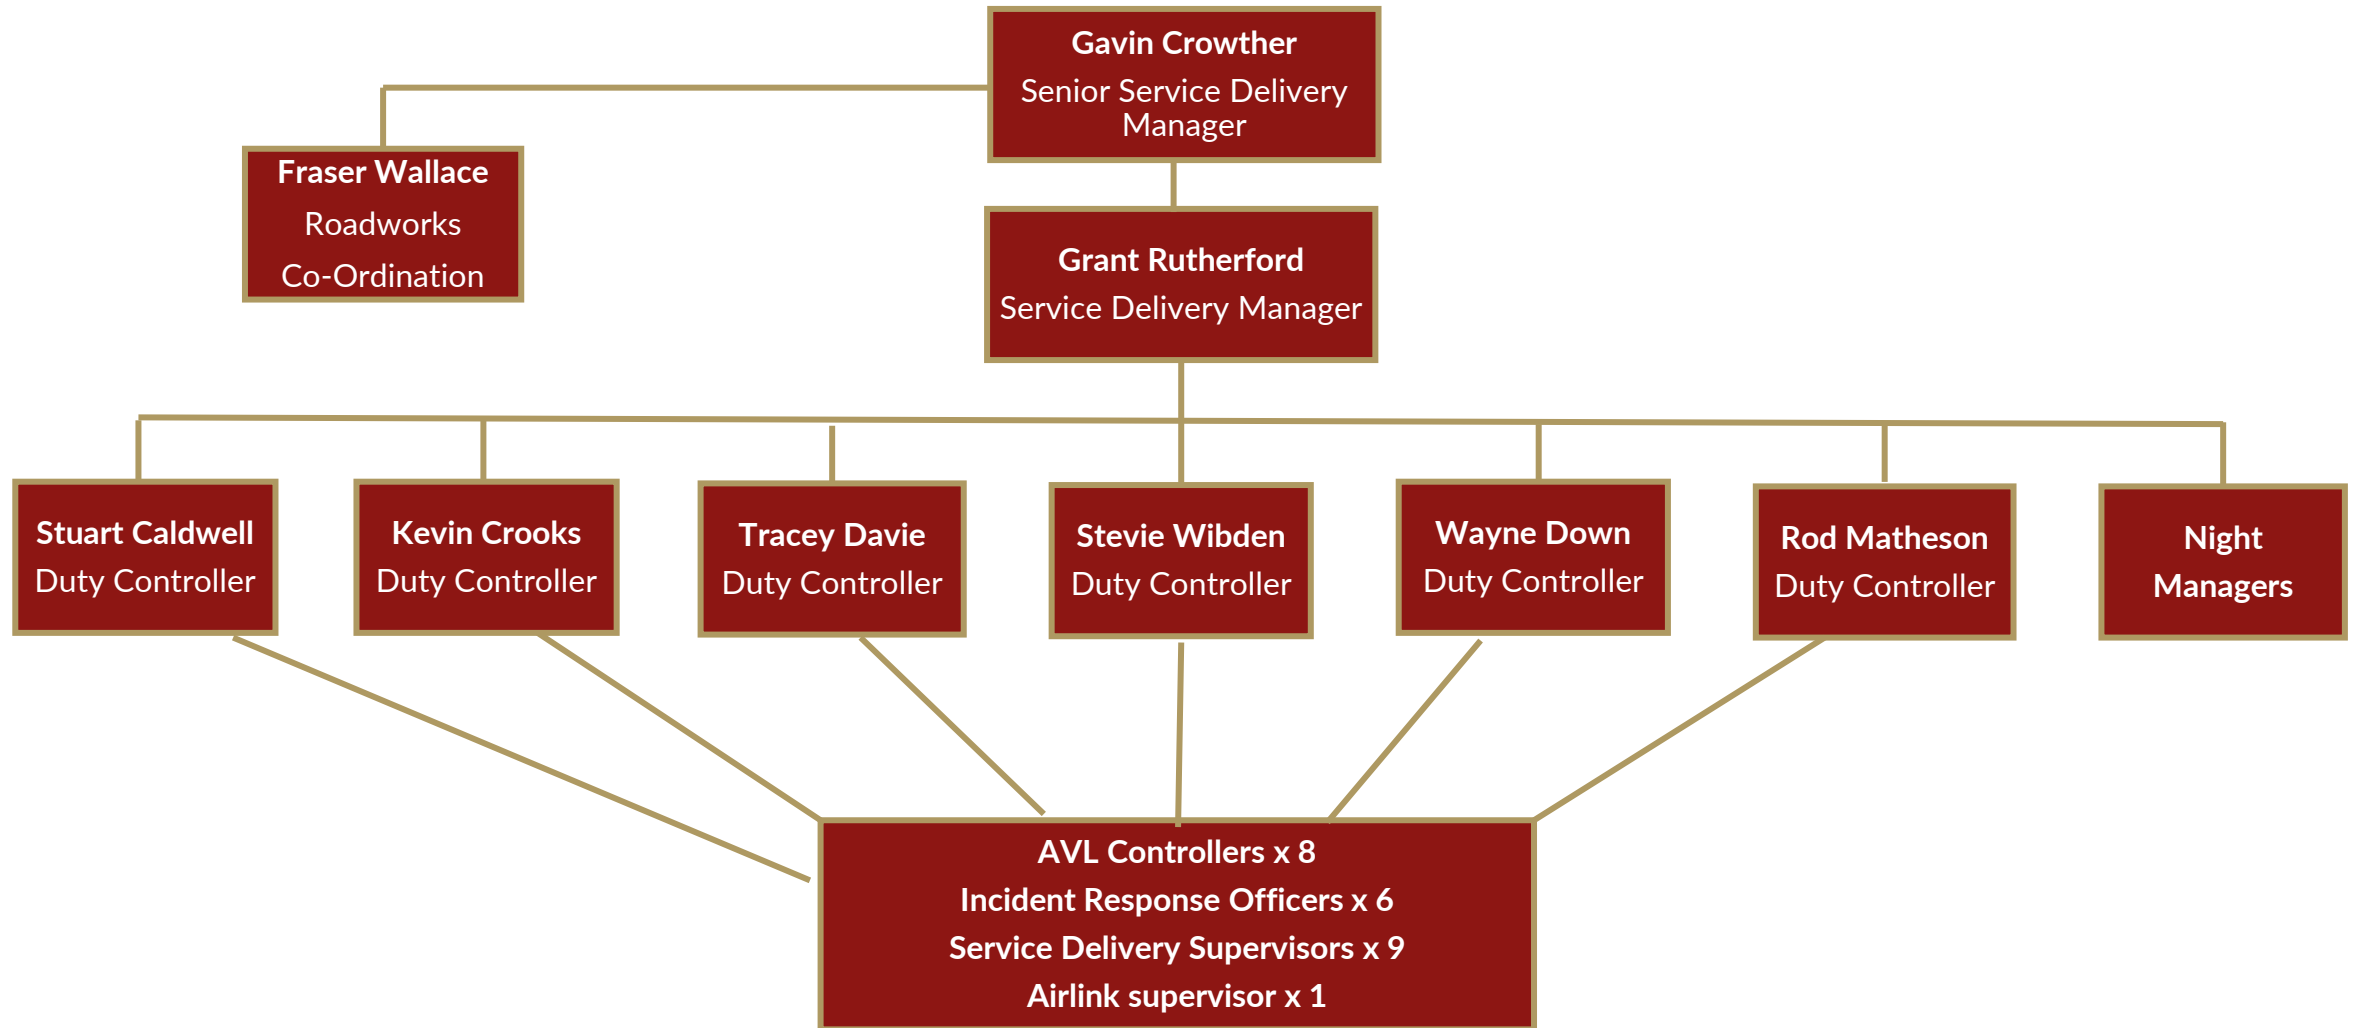 Gavin Crowther
Senior Service Delivery
Manager
Fraser Wallace
Roadworks
Co-Ordination
Grant Rutherford
Service Delivery Manager
Stuart Caldwell
Duty Controller
Kevin Crooks
Duty Controller
Tracey Davie
Duty Controller
Stevie Wibden
Duty Controller
Wayne Down
Duty Controller
Rod Matheson
Duty Controller
Night
Managers
AVL Controllers x 8
Incident Response Officers x 6
Service Delivery Supervisors x 9
Airlink supervisor x 1